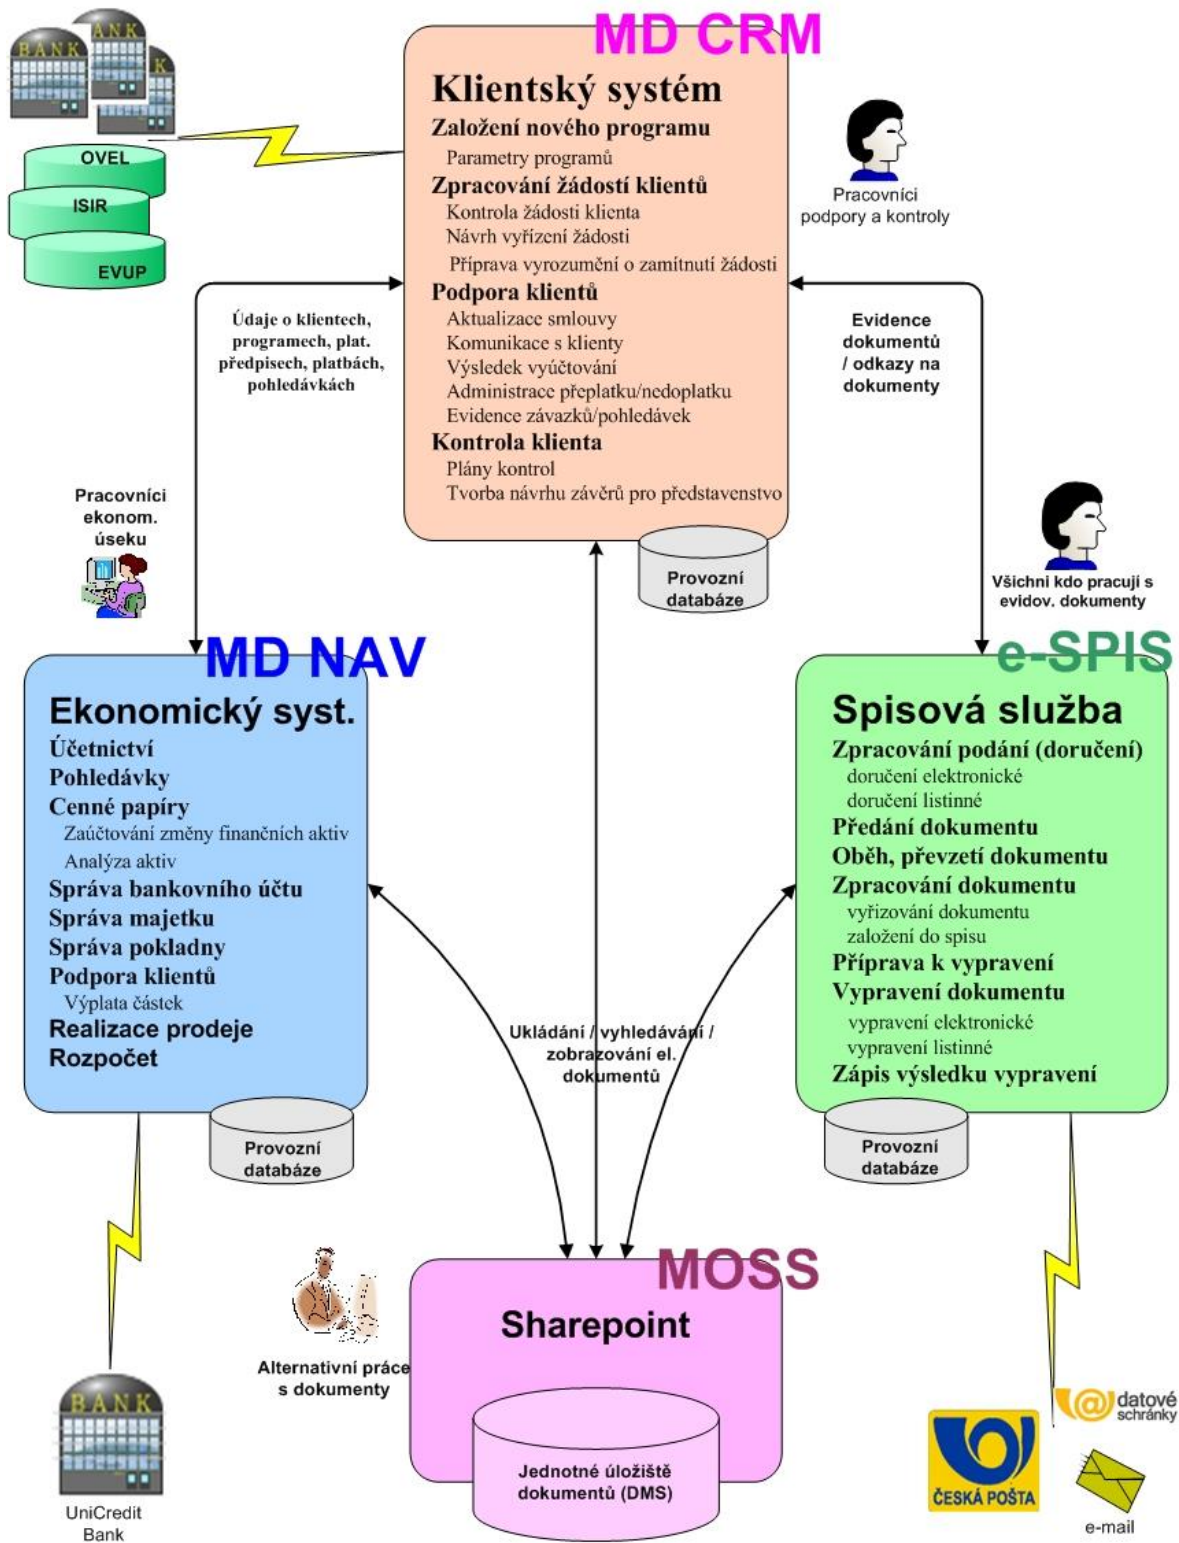 MD CRM
BANK
ANK
K
OVEL
ISIR
EVUP
Klientský systém
Založení nového programu
Parametry programů
Zpracování žádostí klientů
Kontrola žádosti klienta
Návrh vyřízení žádosti
Příprava vyrozumění o zamítnutí žádosti
Podpora klientů
Aktualizace smlouvy
Komunikace s klienty
Výsledek vyúčtování
Administrace přeplatku/nedoplatku
Evidence závazků/pohledávek
Kontrola klienta
Plány kontrol
Tvorba návrhu závěrů pro představenstvo
Provozní
databáze
Pracovníci
podpory a kontroly
Údaje o klientech,
programech, plat.
předpisech, platbách,
pohledávkách
Evidence
dokumentů
/ odkazy na
dokumenty
Pracovníci
ekonom.
úseku
Všichni kdo pracují s
evidov. dokumenty
MD NAV
Ekonomický syst.
Účetnictví
Pohledávky
Cenné papíry
Zaúčtování změny finančních aktiv
Analýza aktiv
Správa bankovního účtu
Správa majetku
Správa pokladny
Podpora klientů
Výplata částek
Realizace prodeje
Rozpočet
Provozní
databáze
e-SPIS
Spisová služba
Zpracování podání (doručení)
doručení elektronické
doručení listinné
Předání dokumentu
Oběh, převzetí dokumentu
Zpracování dokumentu
vyřizování dokumentu
založení do spisu
Příprava k vypravení
Vypravení dokumentu
vypravení elektronické
vypravení listinné
Zápis výsledku vypravení
Provozní
databáze
Ukládání / vyhledávání /
zobrazování el.
dokumentů
MOSS
Sharepoint
Jednotné úložiště
dokumentů (DMS)
Alternativní práce
s dokumenty
BANK
UniCredit
Bank
@ datové
schránky
ČESKÁ POŠTA
e-mail